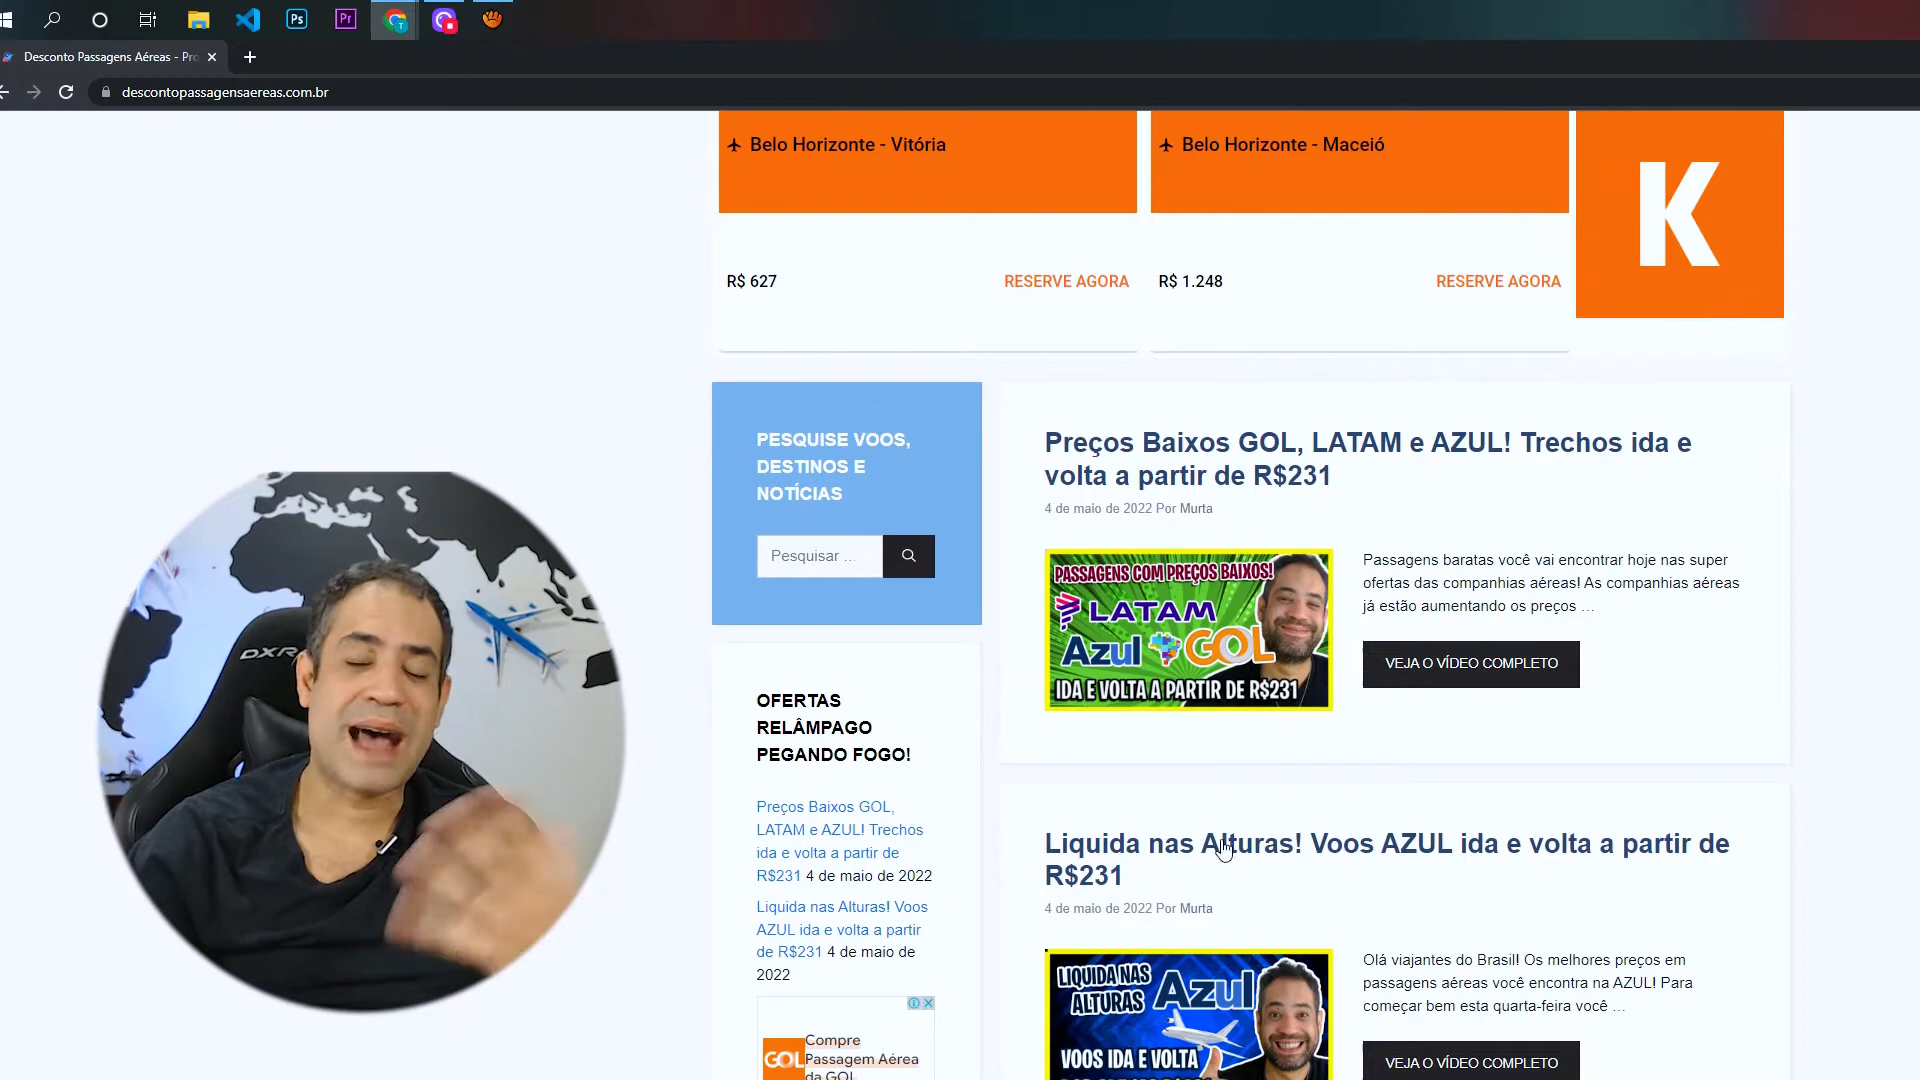 Ps
Pr
Desconto Passagens Aéreas - Pro
descontopassagensaereas.com.br
Belo Horizonte - Vitória
R$ 627
RESERVE AGORA
Belo Horizonte - Maceió
R$ 1.248
RESERVE AGORA
K
PESQUISE VOOS,
DESTINOS E
NOTÍCIAS
Pesquisar …
OFERTAS
RELÂMPAGO
PEGANDO FOGO!
Preços Baixos GOL,
LATAM e AZUL! Trechos
ida e volta a partir de
R$231 4 de maio de 2022
Liquida nas Alturas! Voos
AZUL ida e volta a partir
de R$231 4 de maio de
2022
GOL
Compre
Passagem Aérea
da GOL
Preços Baixos GOL, LATAM e AZUL! Trechos ida e
volta a partir de R$231
4 de maio de 2022 Por Murta
PASSAGENS COM PREÇOS BAIXOS!
LATAM
Azul GOL
IDA E VOLTA A PARTIR DE R$231
Passagens baratas você vai encontrar hoje nas super
ofertas das companhias aéreas! As companhias aéreas
já estão aumentando os preços …
VEJA O VÍDEO COMPLETO
Liquida nas Alturas! Voos AZUL ida e volta a partir de
R$231
4 de maio de 2022 Por Murta
LIQUIDA NAS
ALTURAS
Azul
VOOS IDA E VOLTA
Olá viajantes do Brasil! Os melhores preços em
passagens aéreas você encontra na AZUL! Para
começar bem esta quarta-feira você …
VEJA O VÍDEO COMPLETO